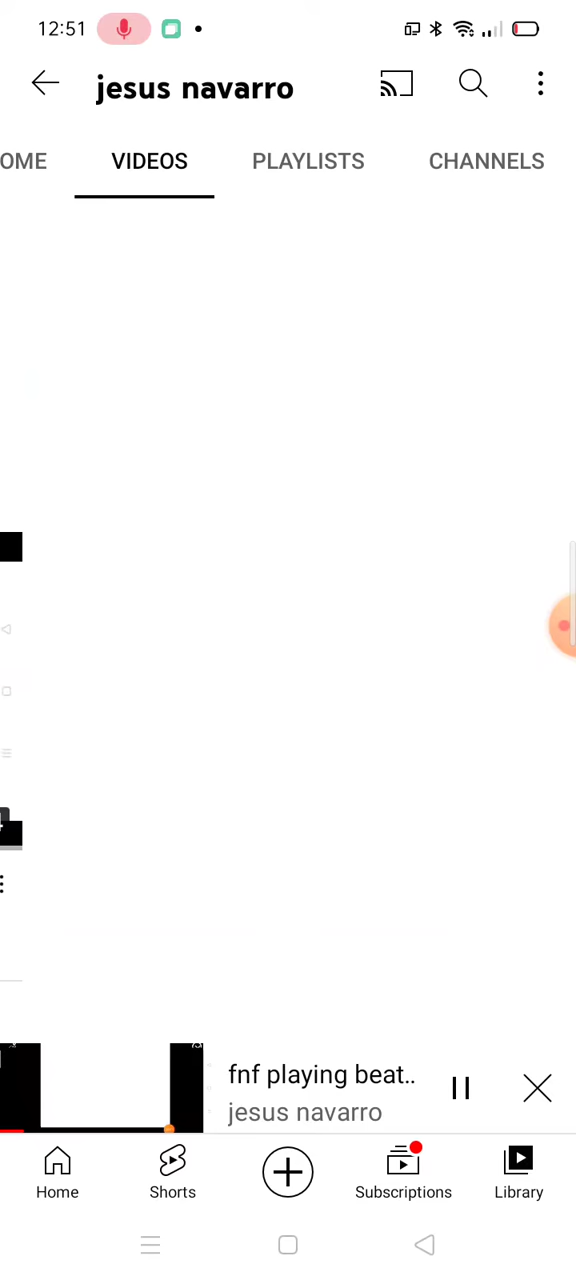 12:51
jesus navarro
OME VIDEOS PLAYLISTS CHANNELS
fnf playing beat..
jesus navarro
Home Shorts Subscriptions Library